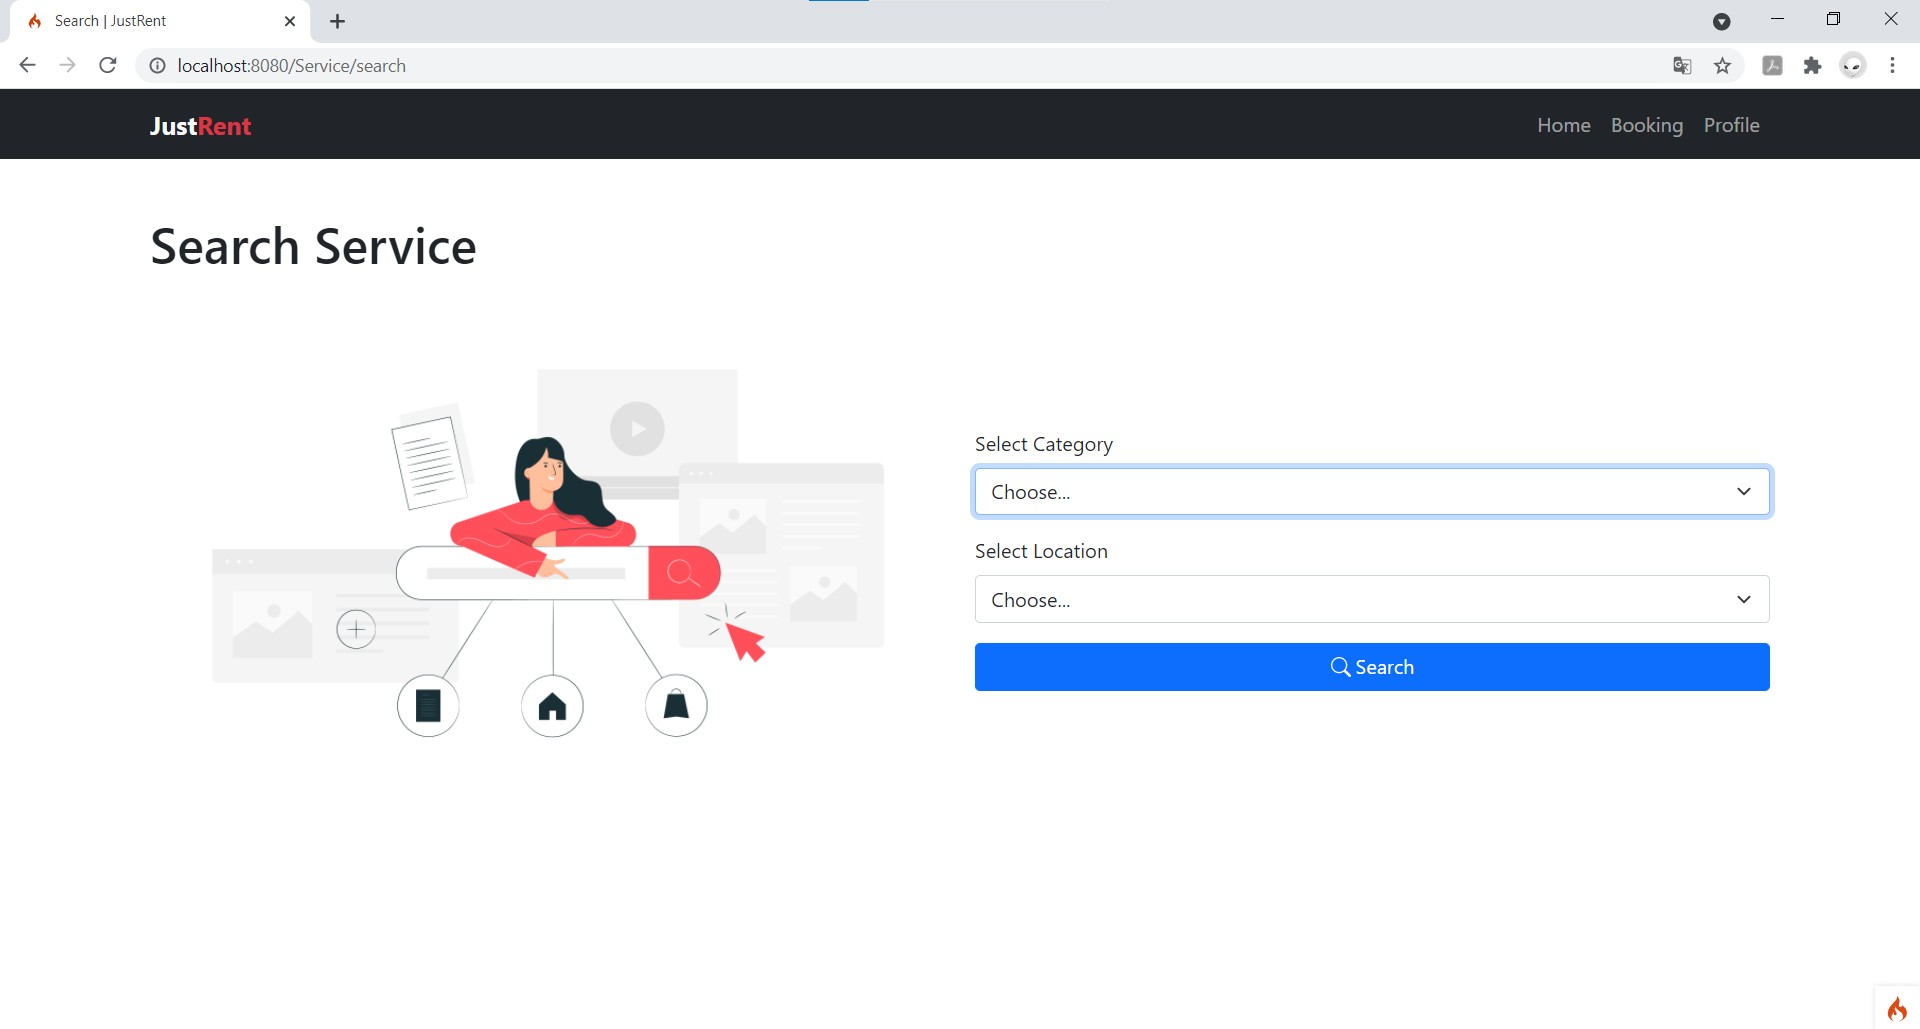 Search | JustRent
localhost:8080/Service/search
JustRent
Home Booking Profile
Search Service
Select Category
Choose...
Select Location
Choose...
Search